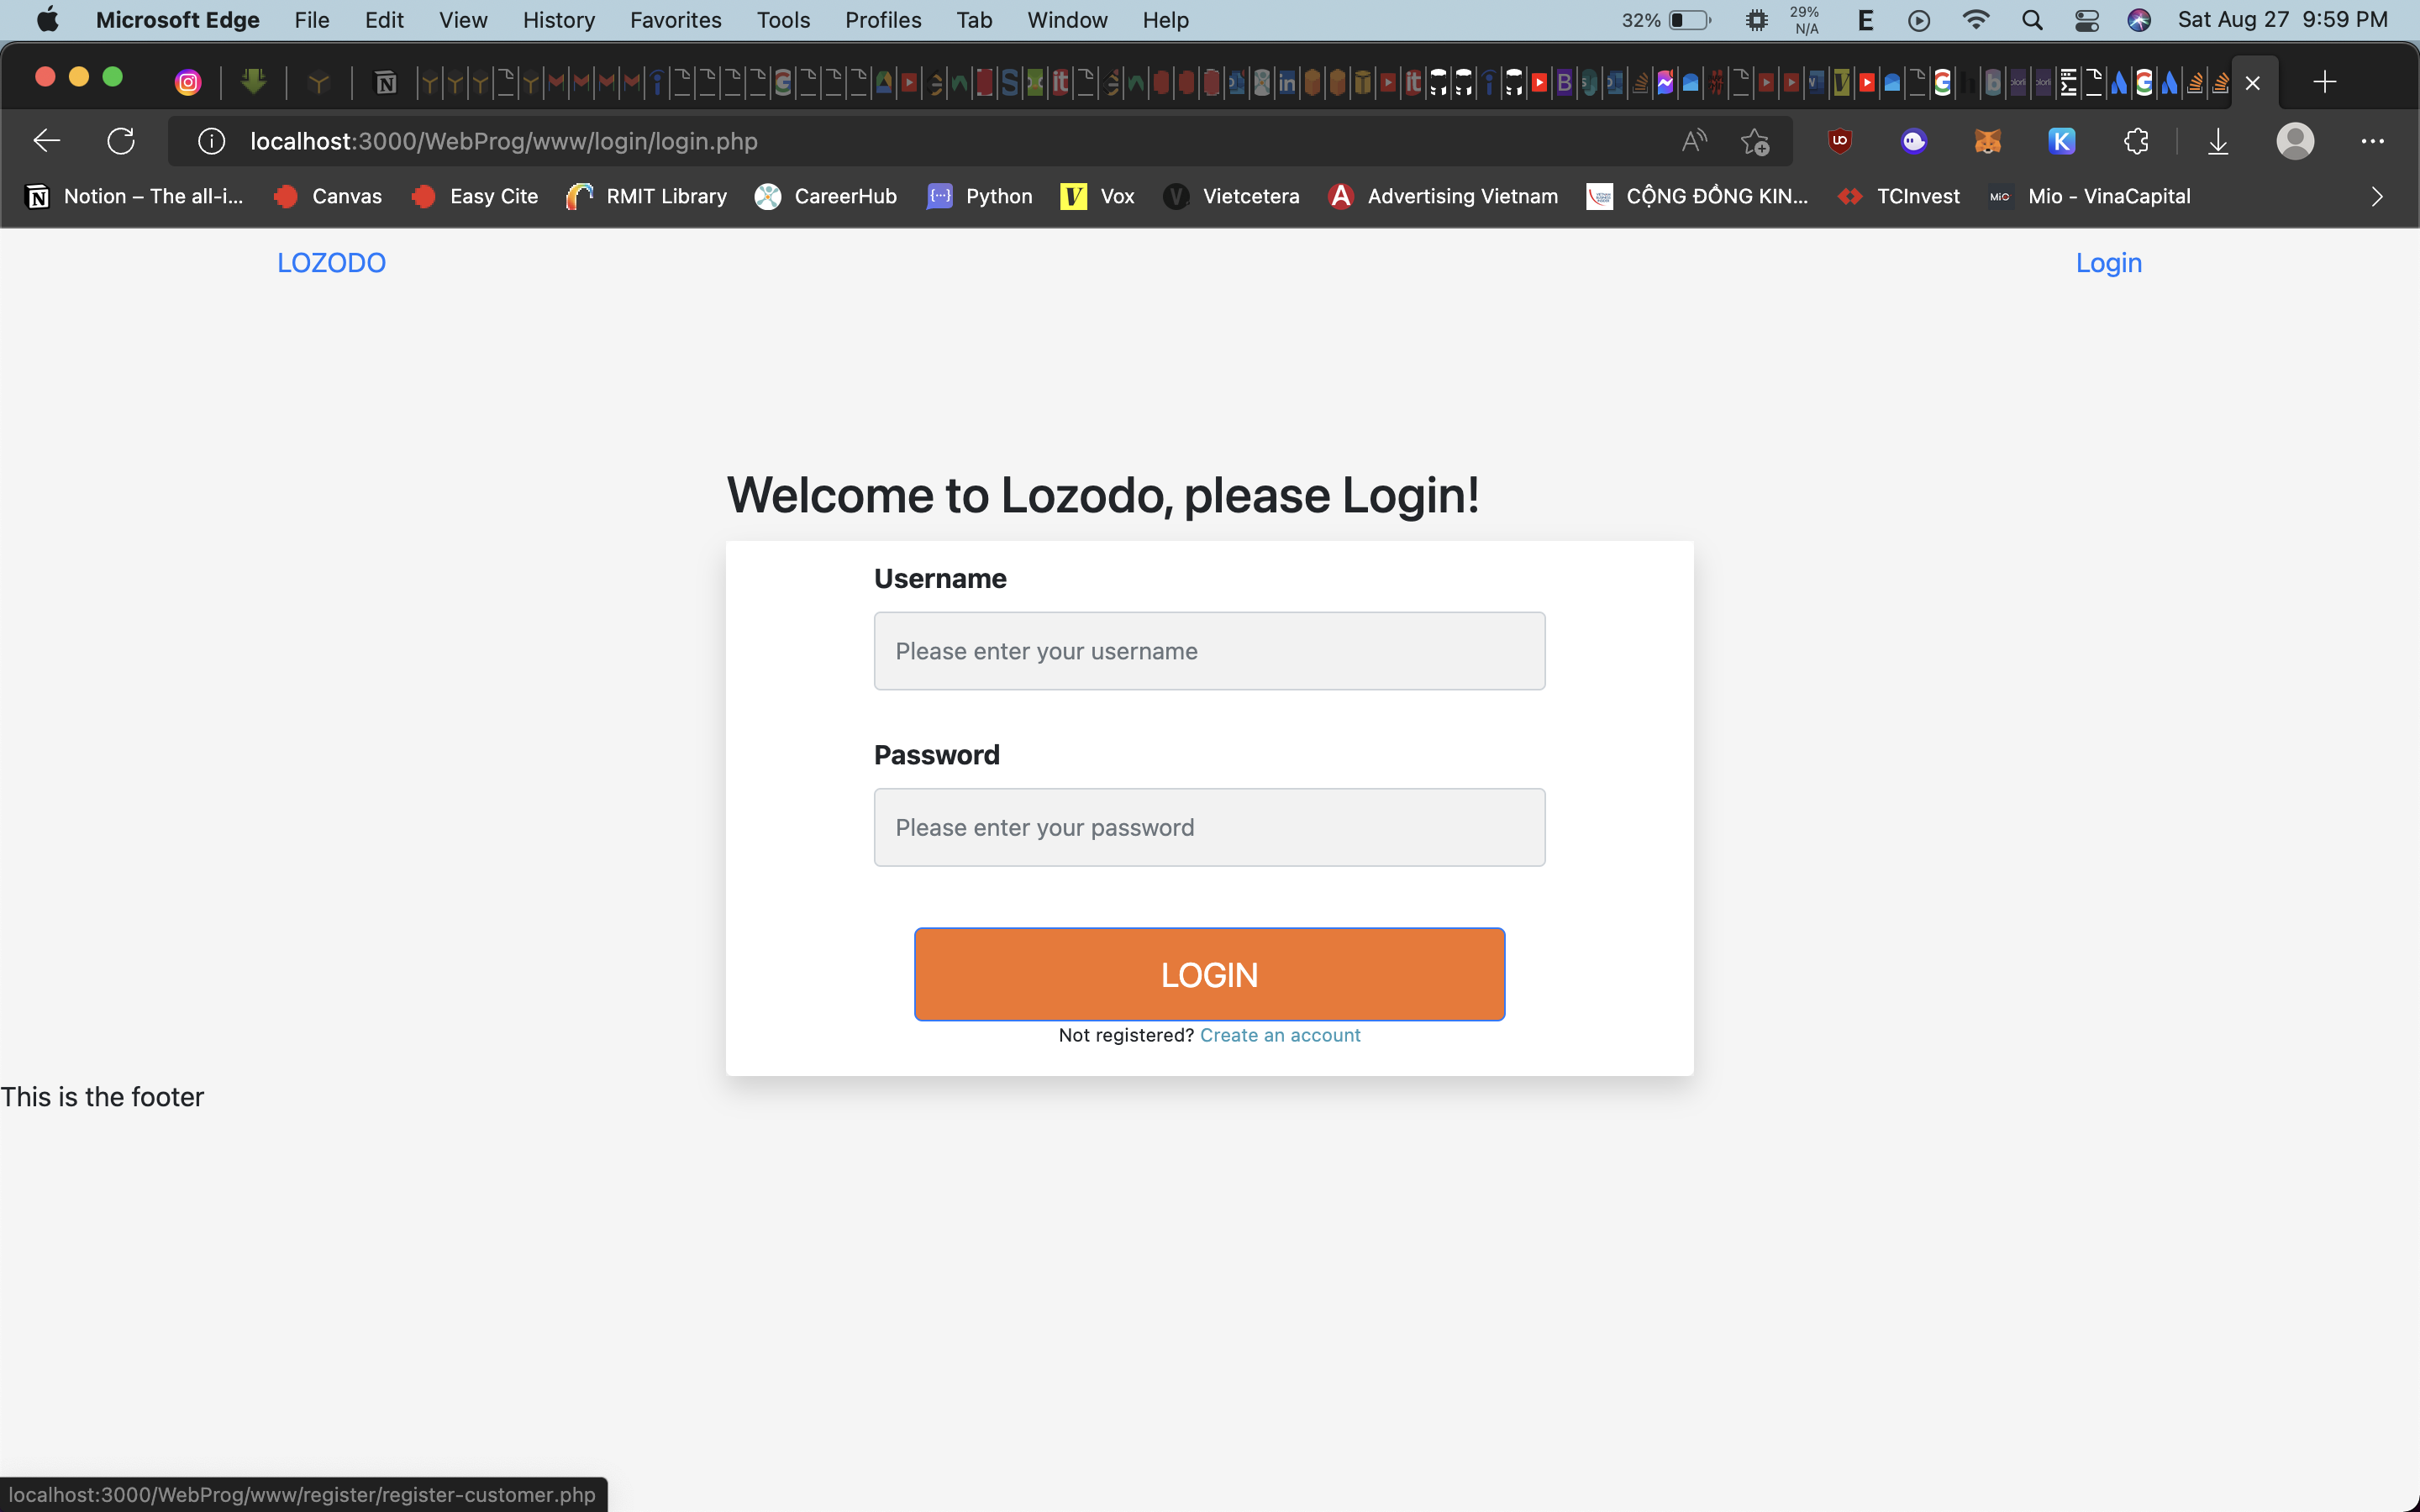 Microsoft Edge File Edit View History Favorites Tools Profiles Tab Window Help 32% 29% N/A E Sat Aug 27 9:59 PM
localhost:3000/WebProg/www/login/login.php
Notion – The all-i... Canvas Easy Cite RMIT Library CareerHub Python Vox Vietcetera Advertising Vietnam CỘNG ĐỒNG KIN... TCInvest Mio - VinaCapital
LOZODO Login
Welcome to Lozodo, please Login!
Username
Please enter your username
Password
Please enter your password
LOGIN
Not registered? Create an account
This is the footer
localhost:3000/WebProg/www/register/register-customer.php